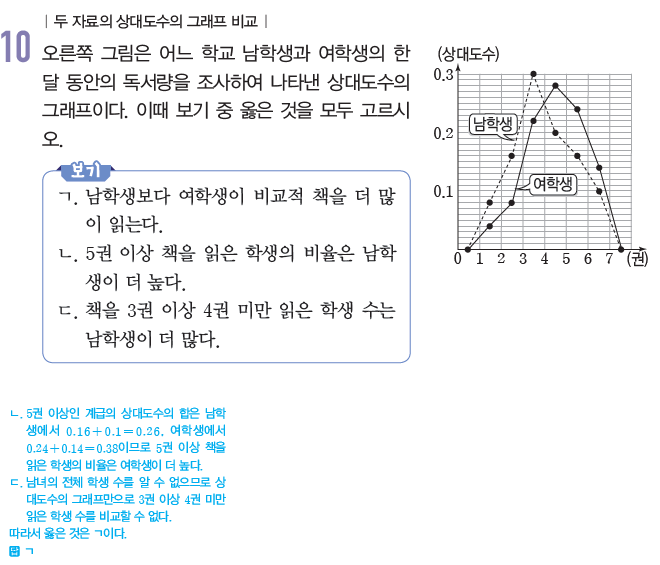 | 두 자료의 상대도수의 그래프 비교 |
10 오른쪽 그림은 어느 학교 남학생과 여학생의 한
달 동안의 독서량을 조사하여 나타낸 상대도수의
그래프이다. 이때 보기 중 옳은 것을 모두 고르시
오.
보기
ㄱ. 남학생보다 여학생이 비교적 책을 더 많
이 읽는다.
ㄴ. 5권 이상 책을 읽은 학생의 비율은 남학
생이 더 높다.
ㄷ. 책을 3권 이상 4권 미만 읽은 학생 수는
남학생이 더 많다.
(상대도수)
0.3
0.2
0.1
남학생
여학생
0 1 2 3 4 5 6 7 (권)
ㄴ. 5권 이상인 계급의 상대도수의 합은 남학
생에서 0.16+0.1=0.26, 여학생에서
0.24+0.14=0.38이므로 5권 이상 책을
읽은 학생의 비율은 여학생이 더 높다.
ㄷ. 남녀의 전체 학생 수를 알 수 없으므로 상
대도수의 그래프만으로 3권 이상 4권 미만
읽은 학생 수를 비교할 수 없다.
따라서 옳은 것은 ㄱ이다.
답 ㄱ